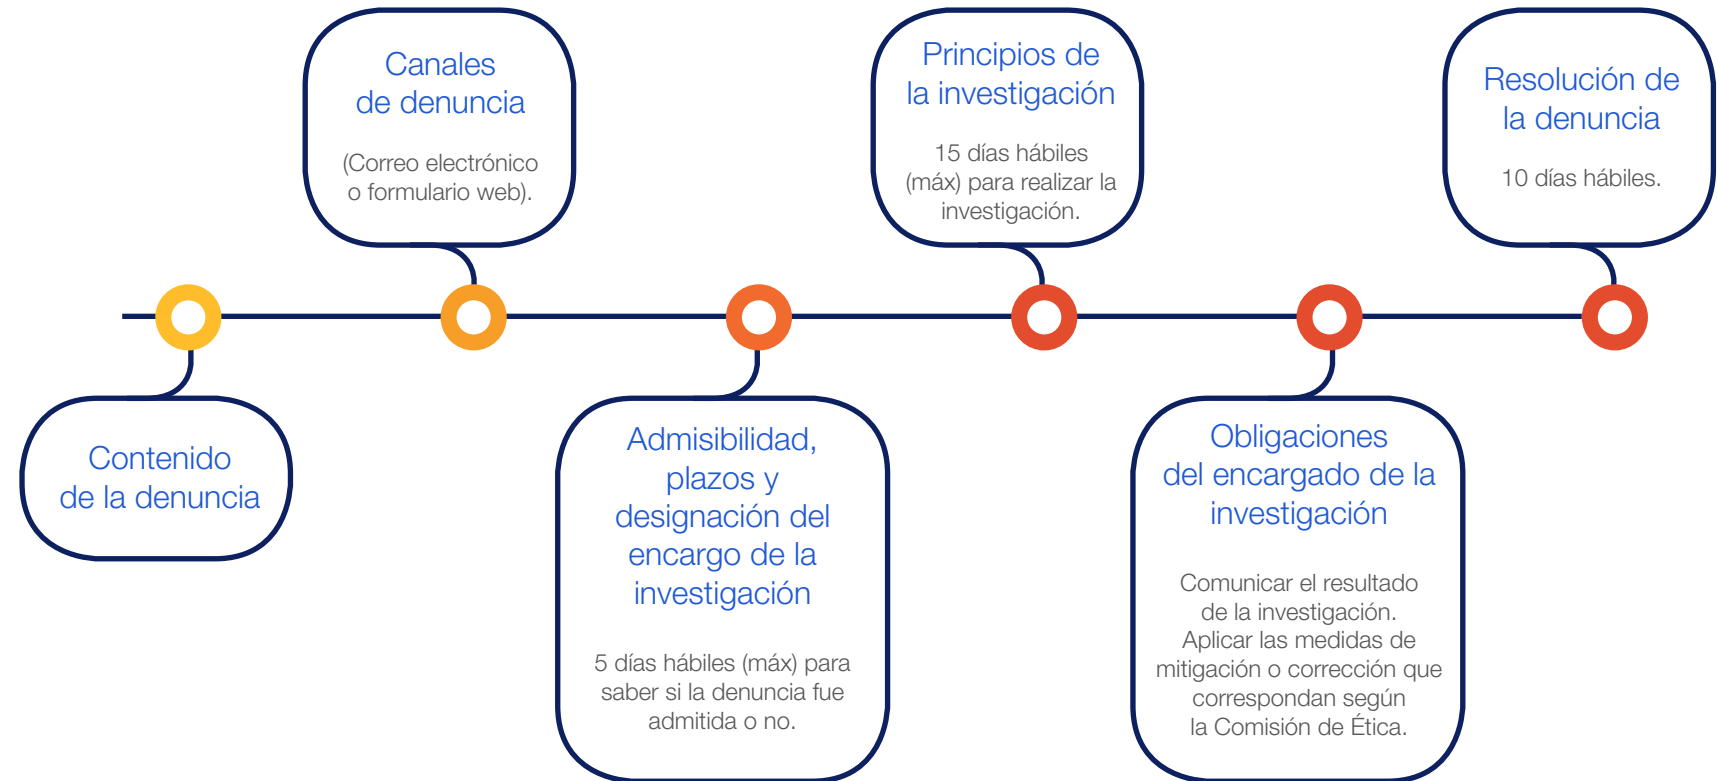 Contenido
de la denuncia
Canales
de denuncia
(Correo electrónico
o formulario web).
Admisibilidad,
plazos y
designación del
encargo de la
investigación
5 días hábiles (máx) para
saber si la denuncia fue
admitida o no.
Principios de
la investigación
15 días hábiles
(máx) para realizar la
investigación.
Obligaciones
del encargado de la
investigación
Comunicar el resultado
de la investigación.
Aplicar las medidas de
mitigación o corrección que
correspondan según
la Comisión de Ética.
Resolución de
la denuncia
10 días hábiles.